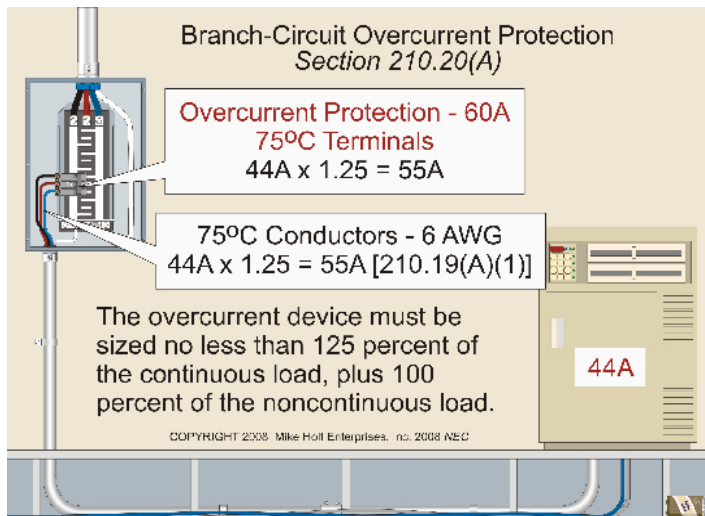 Branch-Circuit Overcurrent Protection
Section 210.20(A)
Overcurrent Protection - 60A
75ºC Terminals
44A x 1.25 = 55A
75ºC Conductors - 6 AWG
44A x 1.25 = 55A [210.19(A)(1)]
The overcurrent device must be
sized no less than 125 percent of
the continuous load, plus 100
percent of the noncontinuous load.
44A
COPYRIGHT 2008 Mike Holt Enterprises, Inc. 2008 NEC